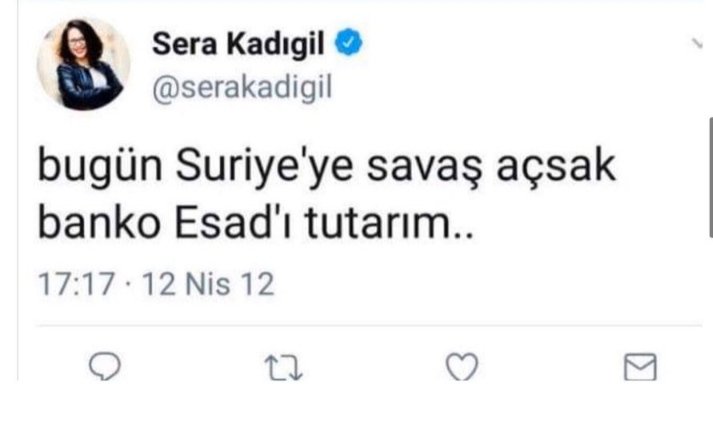 Sera Kadıgil
@serakadigil
bugün Suriye'ye savaş açsak
banko Esad'ı tutarım..
17:17 · 12 Nis 12